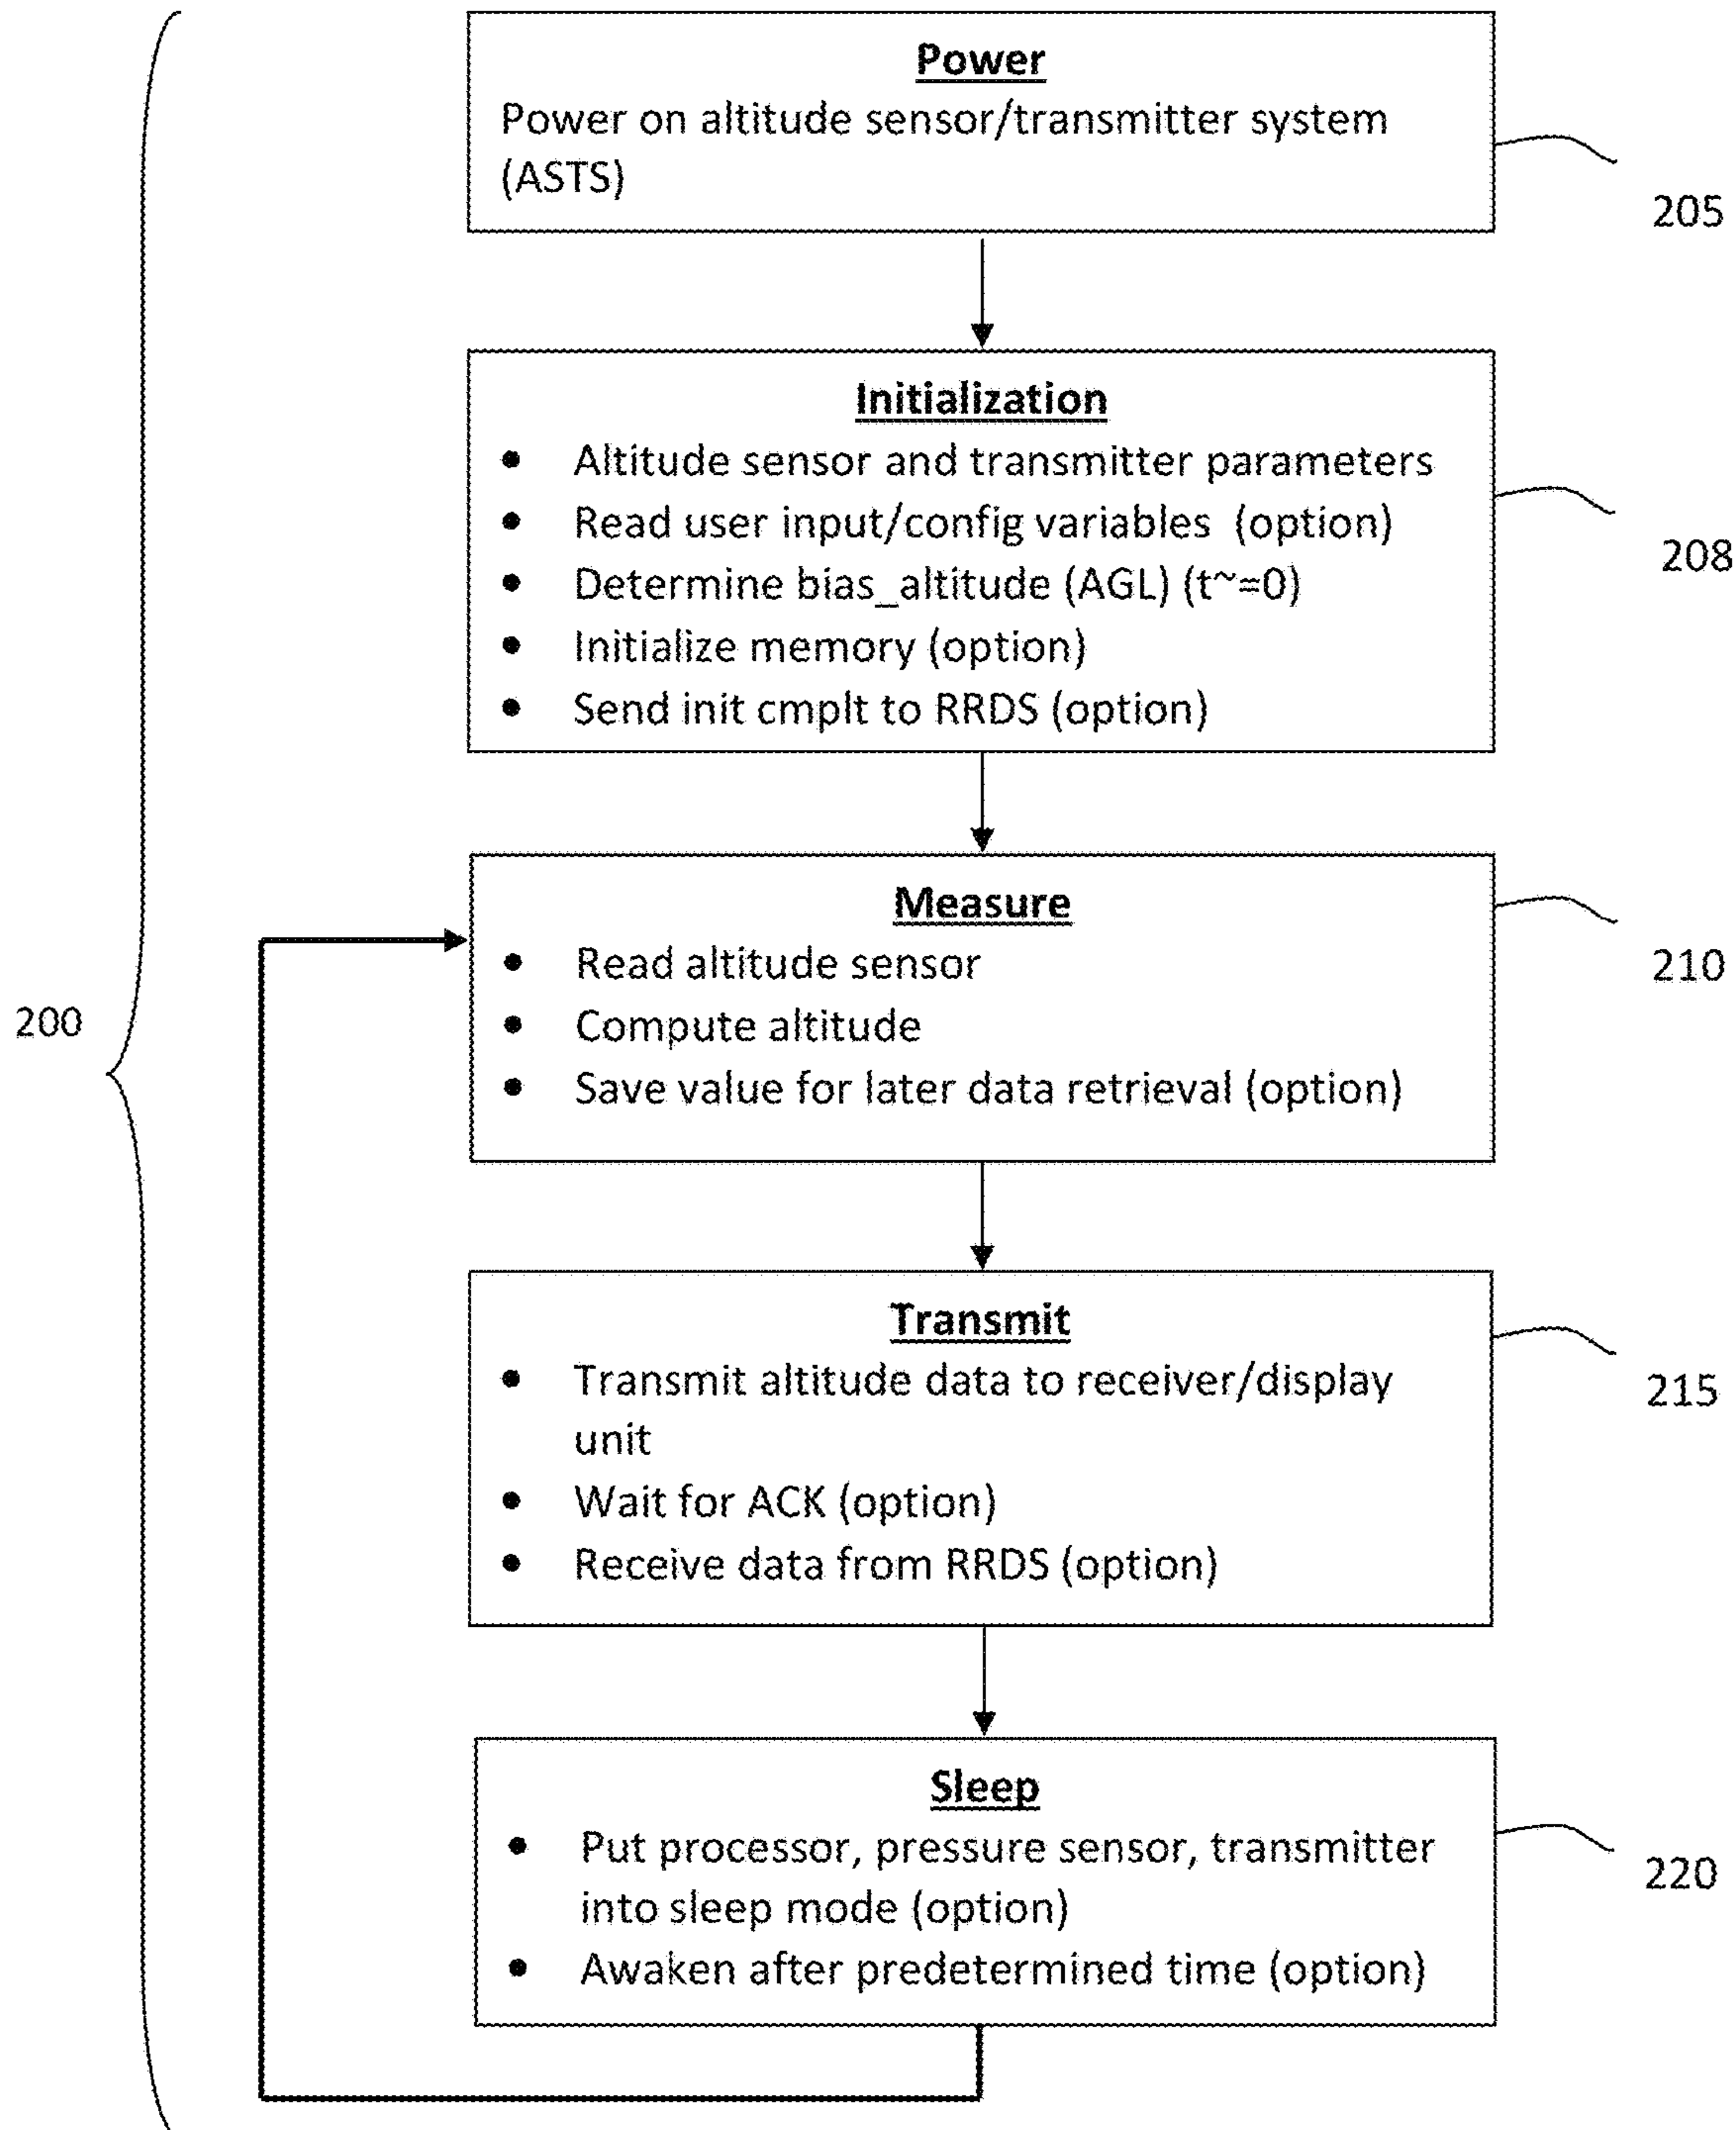 Power
Power on altitude sensor/transmitter system
(ASTS)
205
Initialization
• Altitude sensor and transmitter parameters
• Read user input/config variables (option)
• Determine bias_altitude (AGL) (t~=0)
• Initialize memory (option)
• Send init cmplt to RRDS (option)
208
Measure
• Read altitude sensor
• Compute altitude
• Save value for later data retrieval (option)
210
200
Transmit
• Transmit altitude data to receiver/display
unit
• Wait for ACK (option)
• Receive data from RRDS (option)
215
Sleep
• Put processor, pressure sensor, transmitter
into sleep mode (option)
• Awaken after predetermined time (option)
220